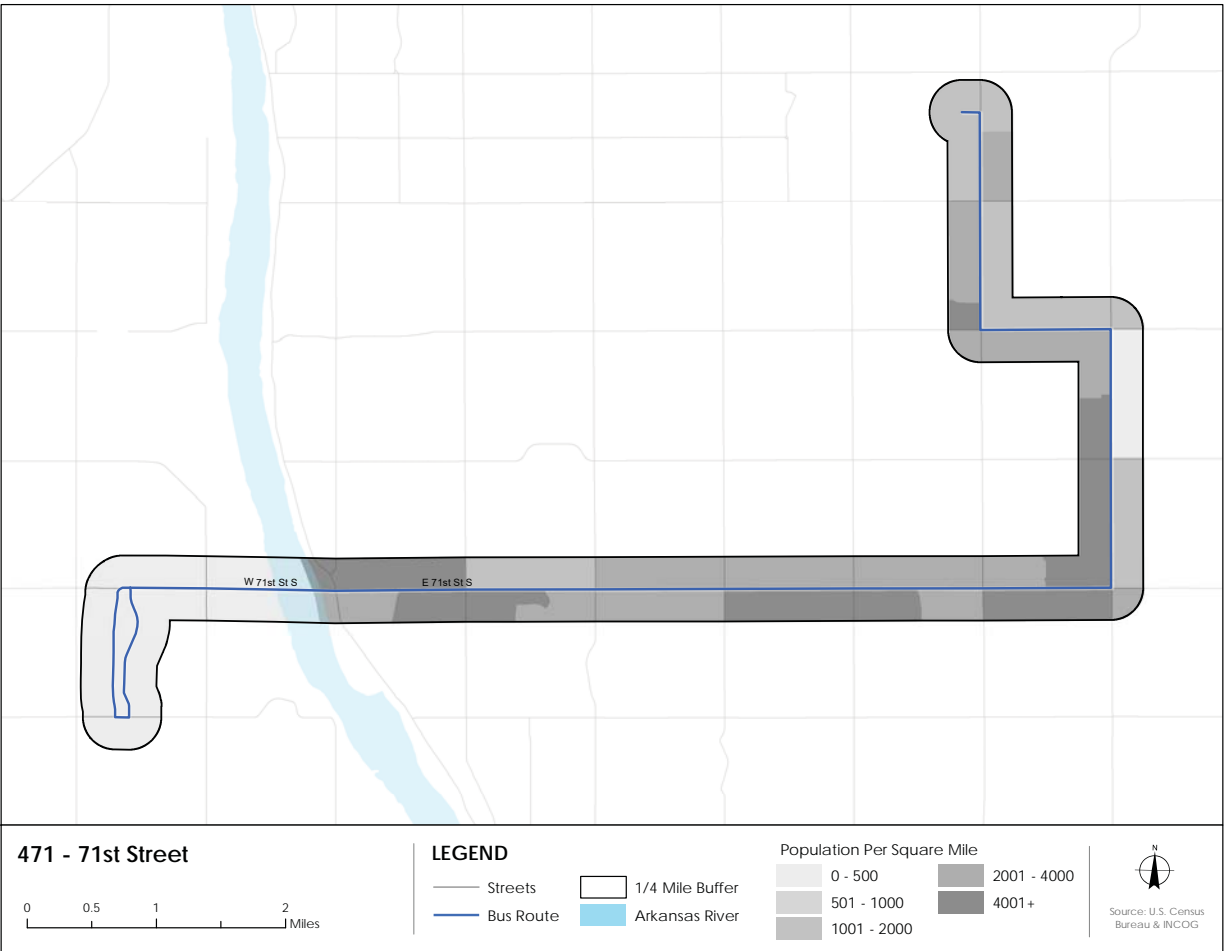 W 71st St S
E 71st St S
471 - 71st Street
0 0.5 1 2
Miles
LEGEND
Streets
Bus Route
1/4 Mile Buffer
Arkansas River
Population Per Square Mile
0 - 500
501 - 1000
1001 - 2000
2001 - 4000
4001+
N
Source: U.S. Census
Bureau & INCOG